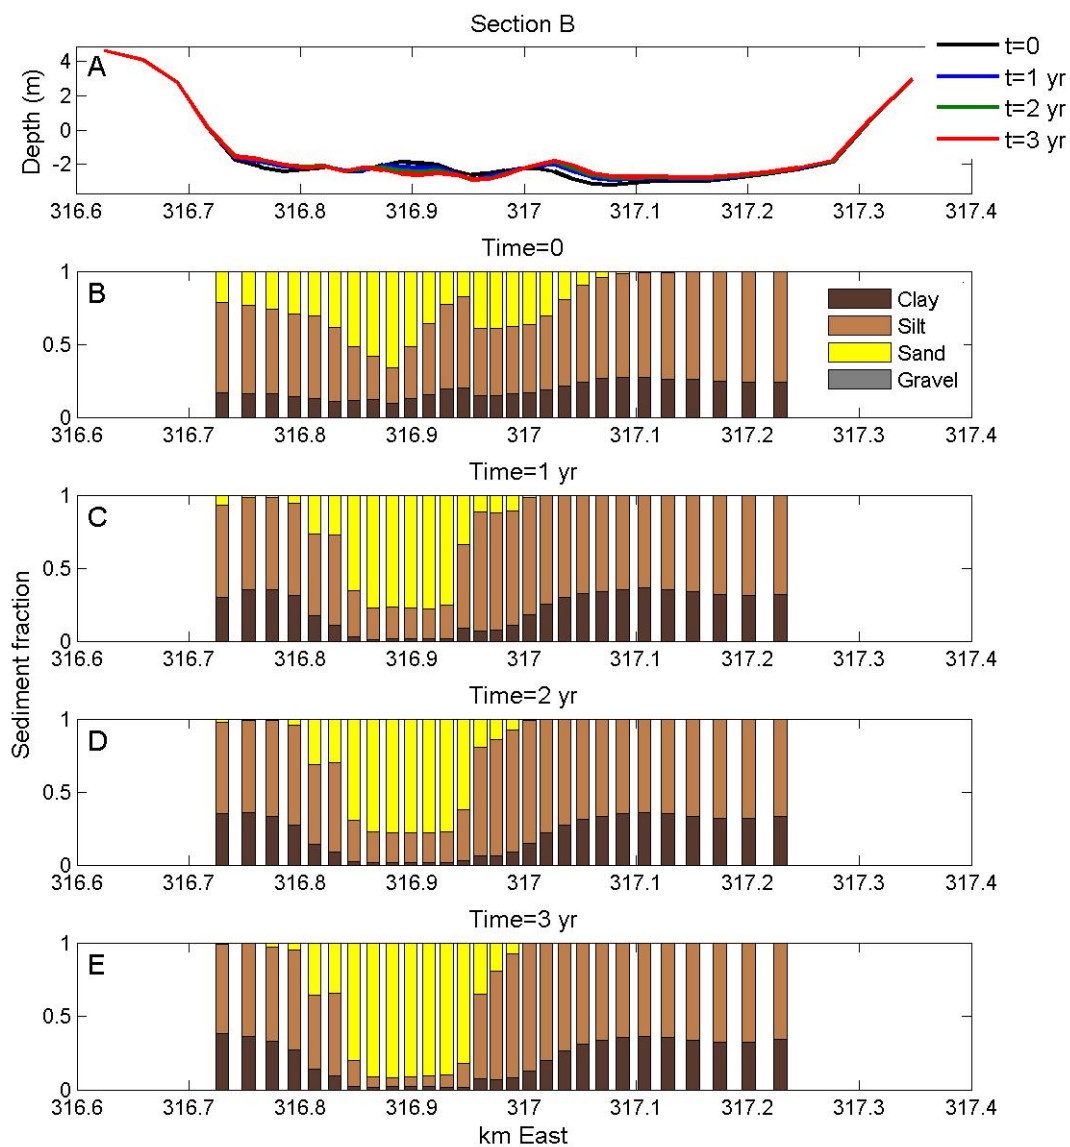 Section B
A
t=0
t=1 yr
t=2 yr
t=3 yr
Depth (m)
4
2
0
-2
316.6 316.7 316.8 316.9 317 317.1 317.2 317.3 317.4
Time=0
B
Clay
Silt
Sand
Gravel
1
0.5
0
316.6 316.7 316.8 316.9 317 317.1 317.2 317.3 317.4
Time=1 yr
C
1
0.5
0
316.6 316.7 316.8 316.9 317 317.1 317.2 317.3 317.4
Sediment fraction
Time=2 yr
D
1
0.5
0
316.6 316.7 316.8 316.9 317 317.1 317.2 317.3 317.4
Time=3 yr
E
1
0.5
0
316.6 316.7 316.8 316.9 317 317.1 317.2 317.3 317.4
km East